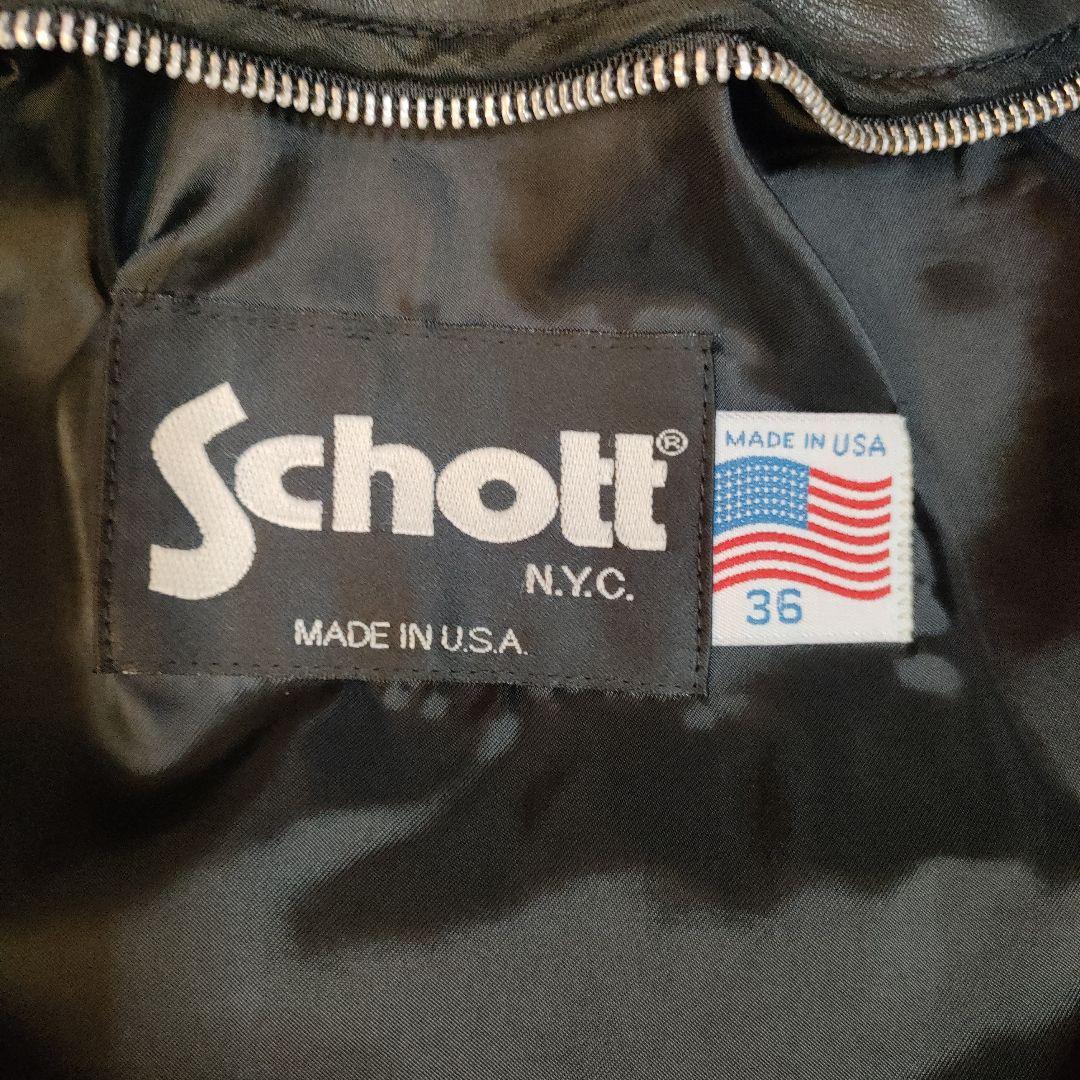 Schott®
N.Y.C.
MADE IN U.S.A.
MADE IN USA
36